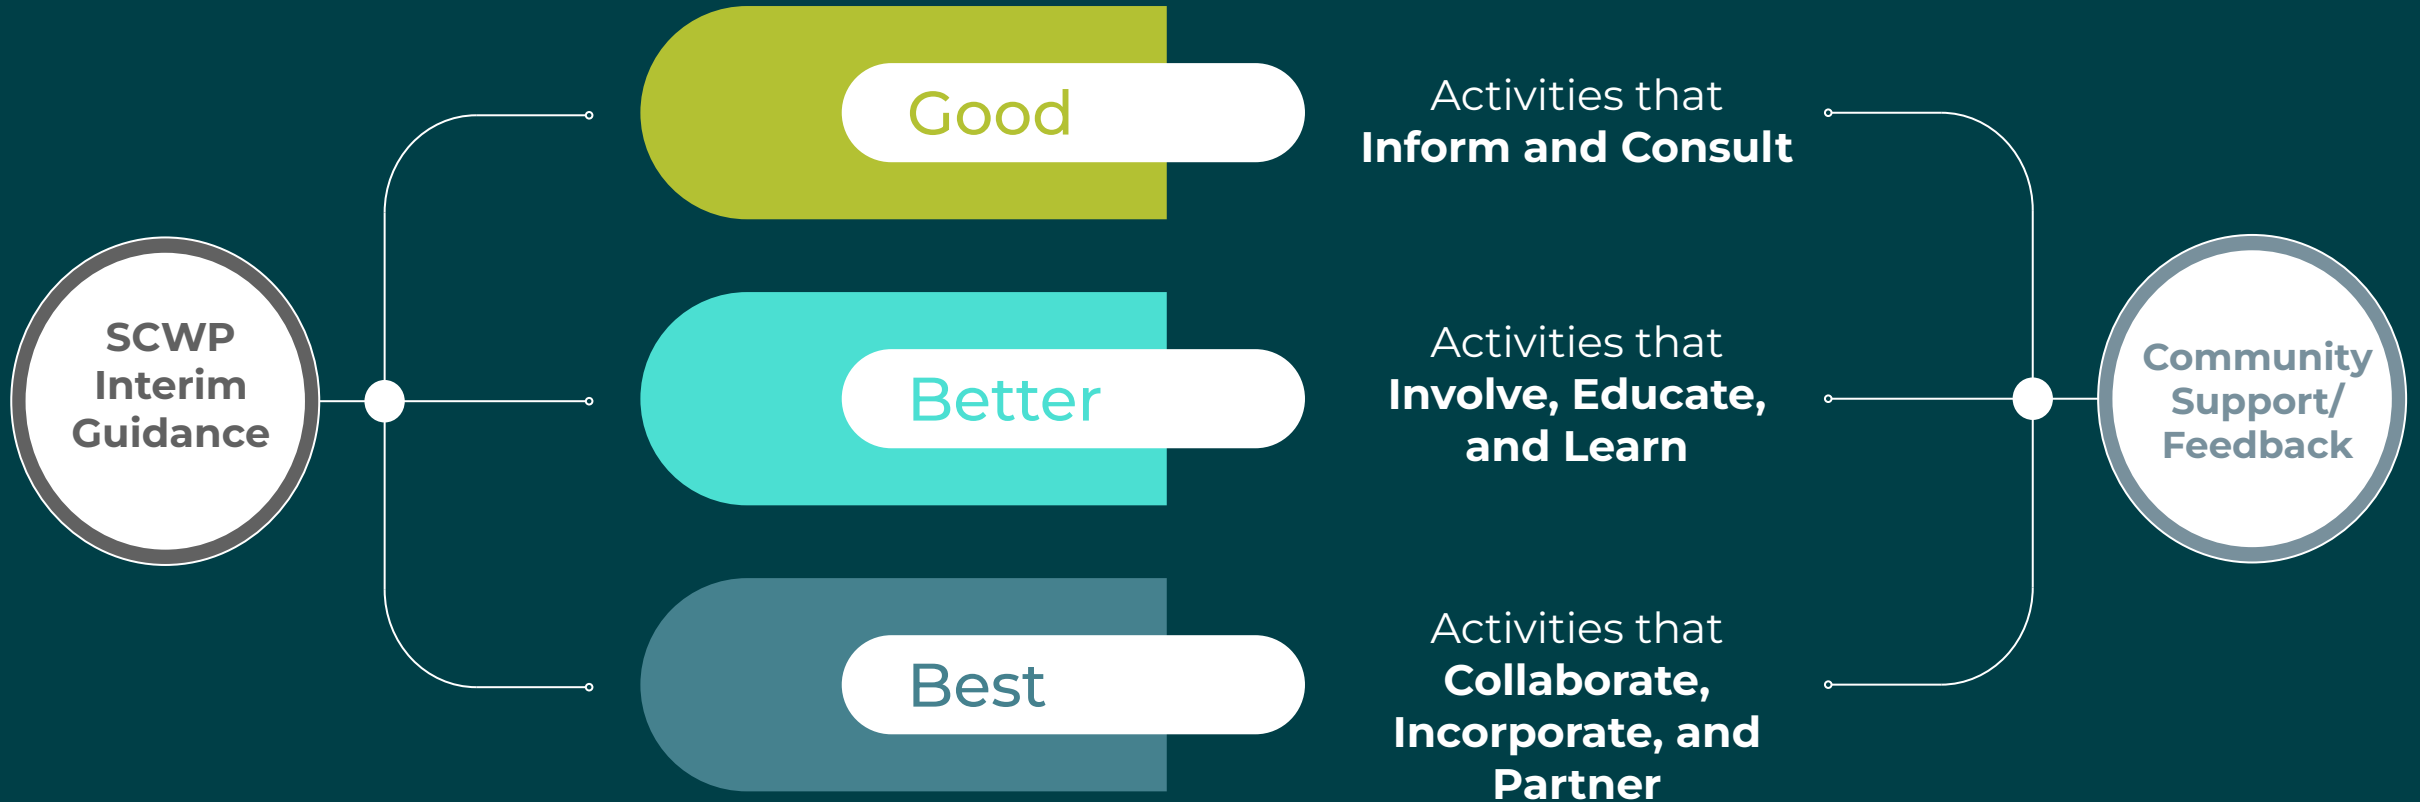 SCWP
Interim
Guidance
Good
Activities that
Inform and Consult
Better
Activities that
Involve, Educate,
and Learn
Best
Activities that
Collaborate,
Incorporate, and
Partner
Community
Support/
Feedback